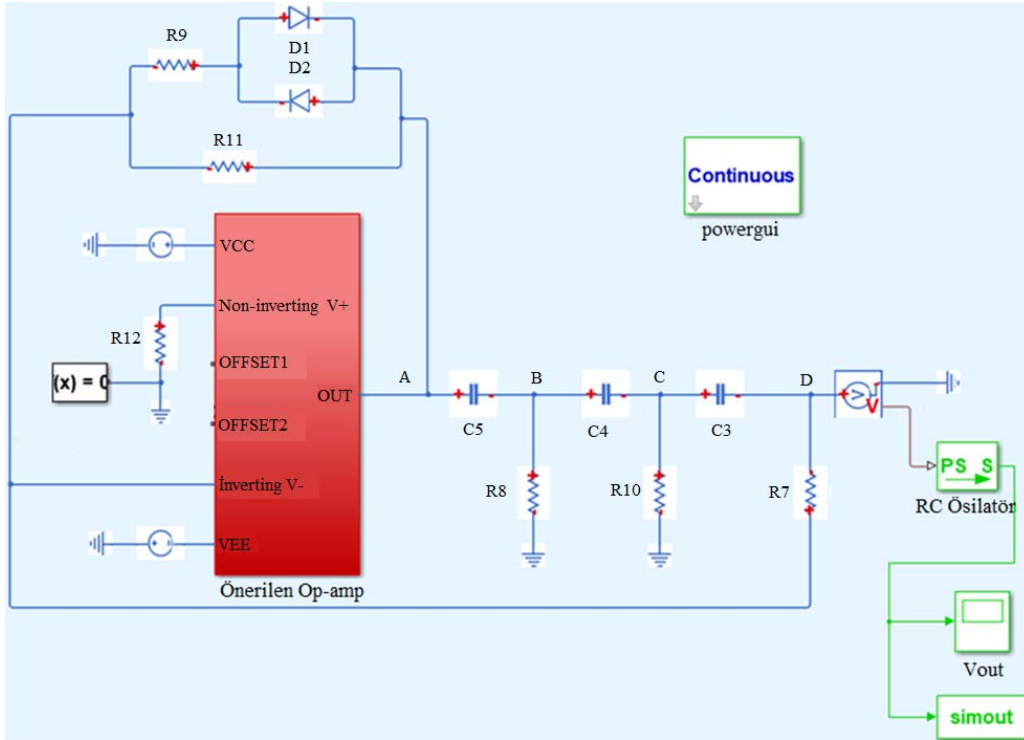 R9
D1
D2
R11
Continuous
powergui
VCC
Non-inverting V+
R12
OFFSET1
f(x) = 0
OUT
OFFSET2
İnverting V-
VEE
Önerilen Op-amp
A
B
C
D
C5
C4
C3
R8
R10
R7
V
PS S
RC Ösilatör
Vout
simout